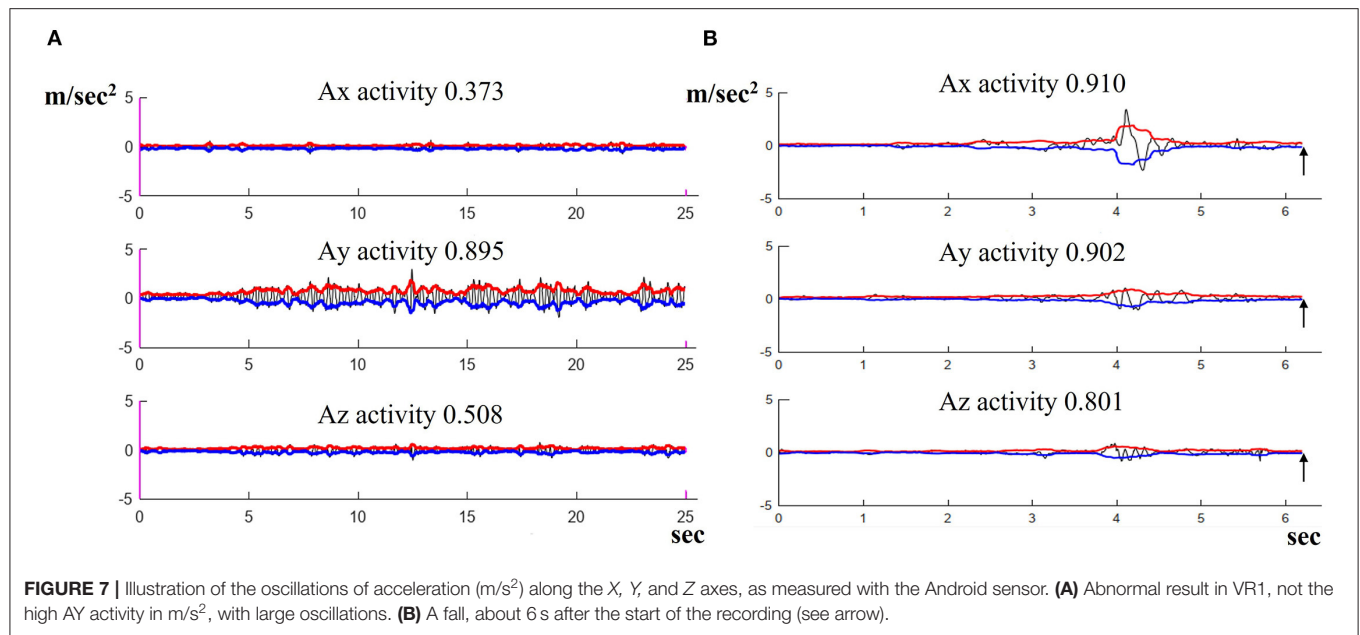 A
m/sec²
Ax activity 0.373
5
0
-5
0 5 10 15 20 25
Ay activity 0.895
5
0
-5
0 5 10 15 20 25
Az activity 0.508
5
0
-5
0 5 10 15 20 25
sec
B
m/sec²
Ax activity 0.910
5
0
-5
0 1 2 3 4 5 6
Ay activity 0.902
5
0
-5
0 1 2 3 4 5 6
Az activity 0.801
5
0
-5
0 1 2 3 4 5 6
sec
FIGURE 7 | Illustration of the oscillations of acceleration (m/s²) along the X, Y, and Z axes, as measured with the Android sensor. (A) Abnormal result in VR1, not the
high AY activity in m/s², with large oscillations. (B) A fall, about 6 s after the start of the recording (see arrow).